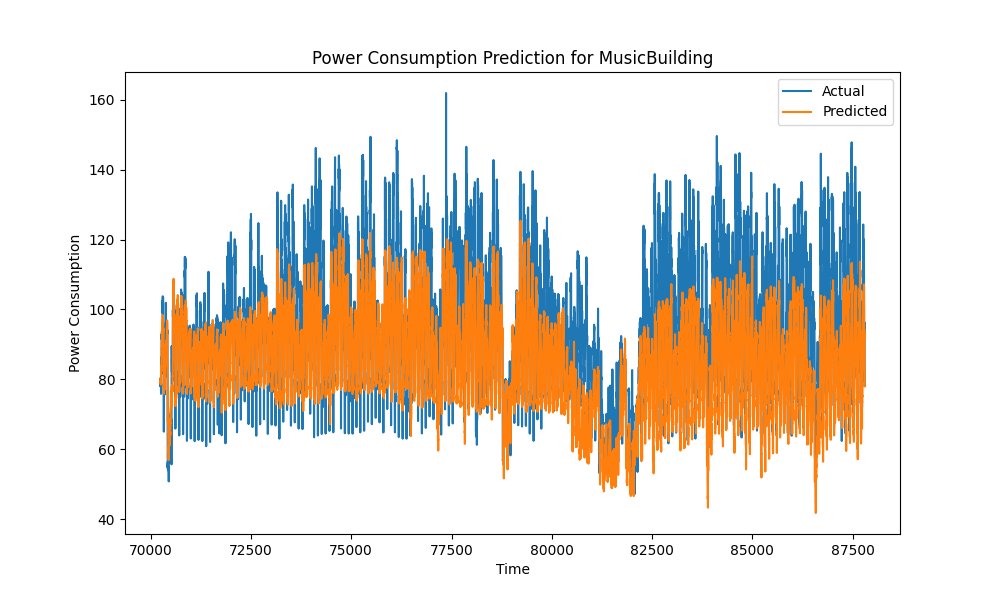 Power Consumption Prediction for MusicBuilding
Actual
Predicted
160
140
120
100
80
60
40
Power Consumption
70000 72500 75000 77500 80000 82500 85000 87500
Time